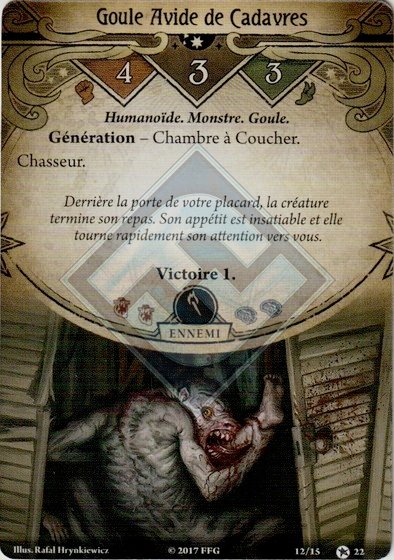 Goule Avide de Cadavres
4 3 3
Humanoïde. Monstre. Goule.
Génération – Chambre à Coucher.
Chasseur.
Derrière la porte de votre placard, la créature
termine son repas. Son appétit est insatiable et elle
tourne rapidement son attention vers vous.
Victoire 1.
ENNEMI
Illus. Rafał Hrynkiewicz © 2017 FFG 12/15 22